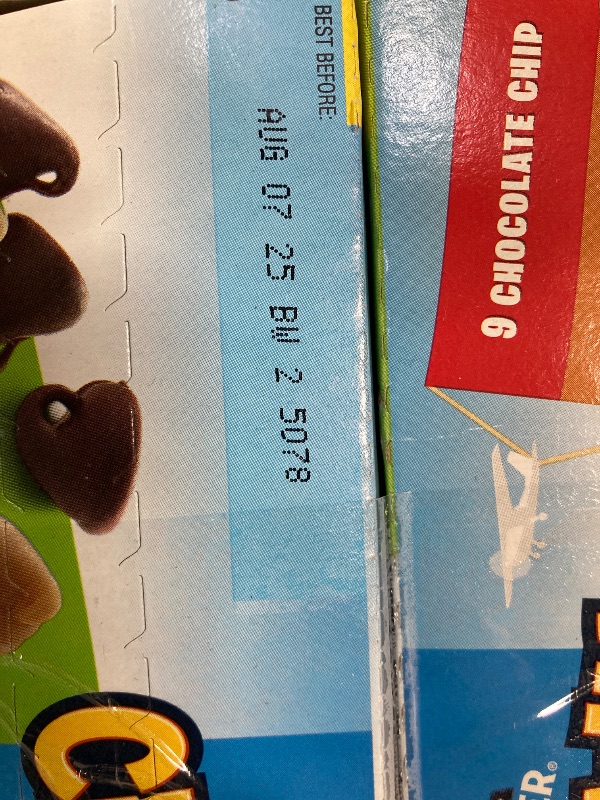 BEST BEFORE:
AUG 07 25 BW 2 5078
9 CHOCOLATE CHIP